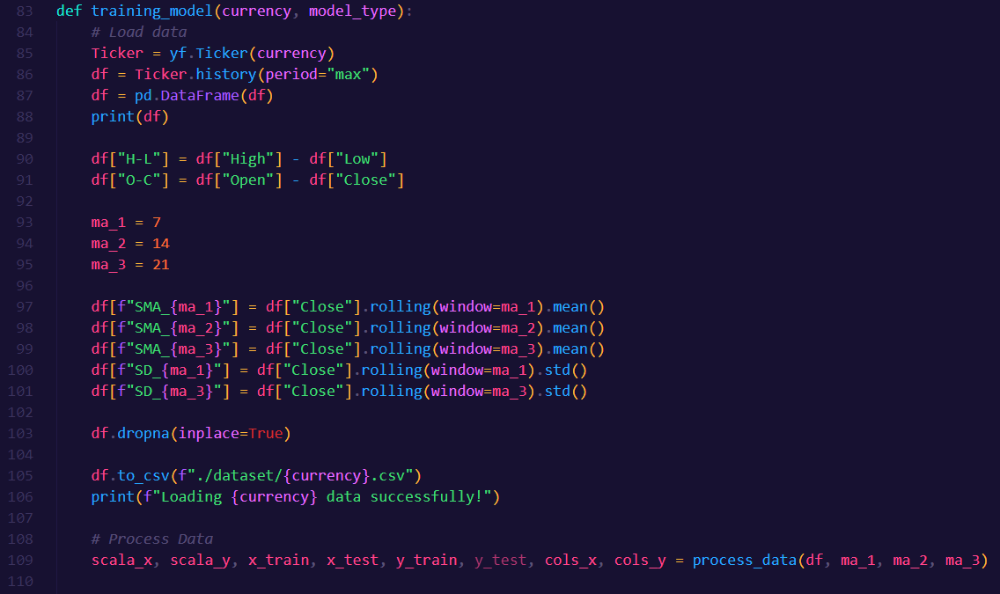 83 def training_model(currency, model_type):
84     # Load data
85     Ticker = yf.Ticker(currency)
86     df = Ticker.history(period="max")
87     df = pd.DataFrame(df)
88     print(df)
89
90     df["H-L"] = df["High"] - df["Low"]
91     df["O-C"] = df["Open"] - df["Close"]
92
93     ma_1 = 7
94     ma_2 = 14
95     ma_3 = 21
96
97     df[f"SMA_{ma_1}"] = df["Close"].rolling(window=ma_1).mean()
98     df[f"SMA_{ma_2}"] = df["Close"].rolling(window=ma_2).mean()
99     df[f"SMA_{ma_3}"] = df["Close"].rolling(window=ma_3).mean()
100     df[f"SD_{ma_1}"] = df["Close"].rolling(window=ma_1).std()
101     df[f"SD_{ma_3}"] = df["Close"].rolling(window=ma_3).std()
102
103     df.dropna(inplace=True)
104
105     df.to_csv(f"./dataset/{currency}.csv")
106     print(f"Loading {currency} data successfully!")
107
108     # Process Data
109     scala_x, scala_y, x_train, x_test, y_train, y_test, cols_x, cols_y = process_data(df, ma_1, ma_2, ma_3)
110